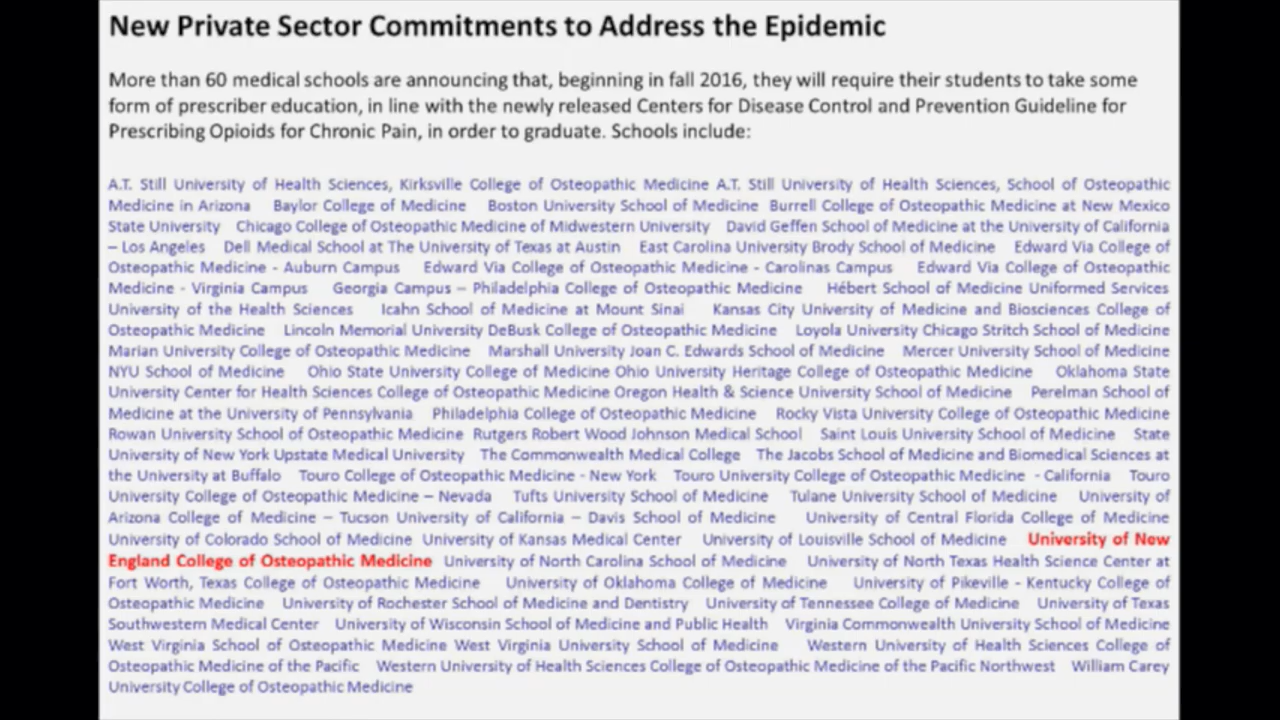 New Private Sector Commitments to Address the Epidemic
More than 60 medical schools are announcing that, beginning in fall 2016, they will require their students to take some
form of prescriber education, in line with the newly released Centers for Disease Control and Prevention Guideline for
Prescribing Opioids for Chronic Pain, in order to graduate. Schools include:
A.T. Still University of Health Sciences, Kirksville College of Osteopathic Medicine A.T. Still University of Health Sciences, School of Osteopathic
Medicine in Arizona Baylor College of Medicine Boston University School of Medicine Burrell College of Osteopathic Medicine at New Mexico
State University Chicago College of Osteopathic Medicine of Midwestern University David Geffen School of Medicine at the University of California
– Los Angeles Dell Medical School at The University of Texas at Austin East Carolina University Brody School of Medicine Edward Via College of
Osteopathic Medicine - Auburn Campus Edward Via College of Osteopathic Medicine - Carolinas Campus Edward Via College of Osteopathic
Medicine - Virginia Campus Georgia Campus – Philadelphia College of Osteopathic Medicine Hébert School of Medicine Uniformed Services
University of the Health Sciences Icahn School of Medicine at Mount Sinai Kansas City University of Medicine and Biosciences College of
Osteopathic Medicine Lincoln Memorial University DeBusk College of Osteopathic Medicine Loyola University Chicago Stritch School of Medicine
Marian University College of Osteopathic Medicine Marshall University Joan C. Edwards School of Medicine Mercer University School of Medicine
NYU School of Medicine Ohio State University College of Medicine Ohio University Heritage College of Osteopathic Medicine Oklahoma State
University Center for Health Sciences College of Osteopathic Medicine Oregon Health & Science University School of Medicine Perelman School of
Medicine at the University of Pennsylvania Philadelphia College of Osteopathic Medicine Rocky Vista University College of Osteopathic Medicine
Rowan University School of Osteopathic Medicine Rutgers Robert Wood Johnson Medical School Saint Louis University School of Medicine State
University of New York Upstate Medical University The Commonwealth Medical College The Jacobs School of Medicine and Biomedical Sciences at
the University at Buffalo Touro College of Osteopathic Medicine - New York Touro University College of Osteopathic Medicine - California Touro
University College of Osteopathic Medicine – Nevada Tufts University School of Medicine Tulane University School of Medicine University of
Arizona College of Medicine – Tucson University of California – Davis School of Medicine University of Central Florida College of Medicine
University of Colorado School of Medicine University of Kansas Medical Center University of Louisville School of Medicine University of New
England College of Osteopathic Medicine University of North Carolina School of Medicine University of North Texas Health Science Center at
Fort Worth, Texas College of Osteopathic Medicine University of Oklahoma College of Medicine University of Pikeville - Kentucky College of
Osteopathic Medicine University of Rochester School of Medicine and Dentistry University of Tennessee College of Medicine University of Texas
Southwestern Medical Center University of Wisconsin School of Medicine and Public Health Virginia Commonwealth University School of Medicine
West Virginia School of Osteopathic Medicine West Virginia University School of Medicine Western University of Health Sciences College of
Osteopathic Medicine of the Pacific Western University of Health Sciences College of Osteopathic Medicine of the Pacific Northwest William Carey
University College of Osteopathic Medicine